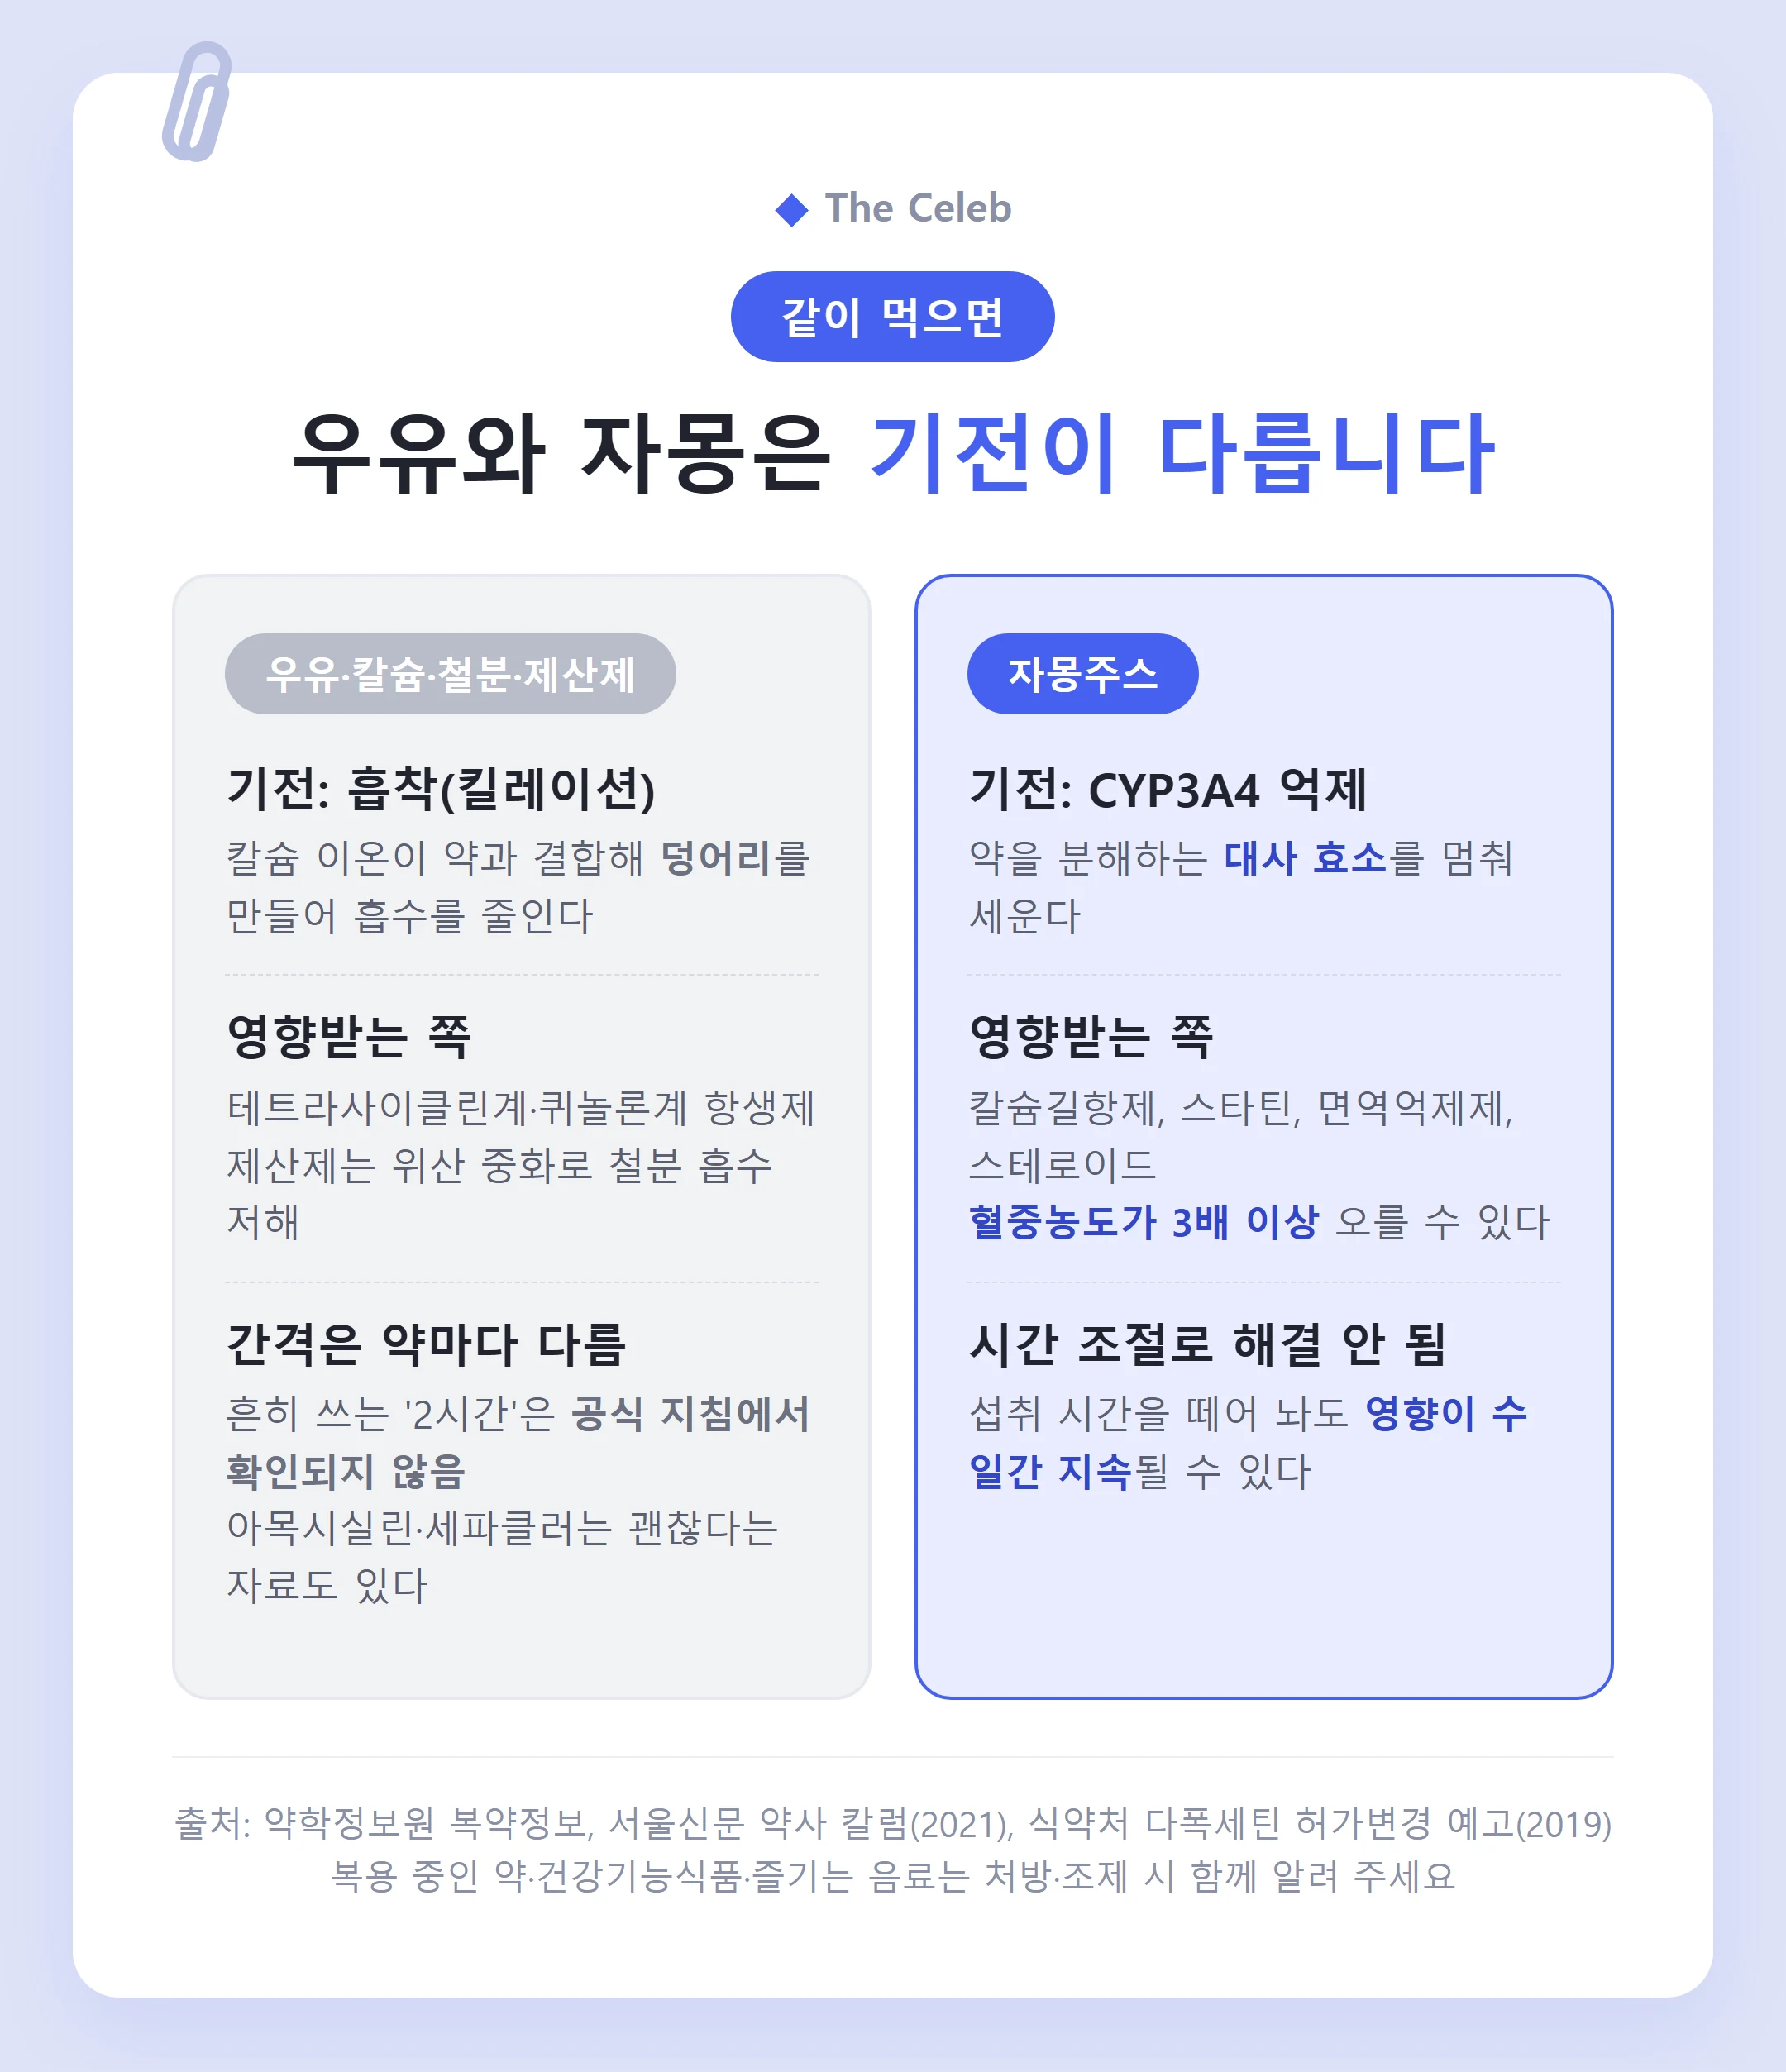 The Celeb
같이 먹으면
우유와 자몽은 기전이 다릅니다
우유·칼슘·철분·제산제
기전: 흡착(킬레이션)
칼슘 이온이 약과 결합해 덩어리를
만들어 흡수를 줄인다
영향받는 쪽
테트라사이클린계·퀴놀론계 항생제
제산제는 위산 중화로 철분 흡수
저해
간격은 약마다 다름
흔히 쓰는 '2시간'은 공식 지침에서
확인되지 않음
아목시실린·세파클러는 괜찮다는
자료도 있다
자몽주스
기전: CYP3A4 억제
약을 분해하는 대사 효소를 멈춰
세운다
영향받는 쪽
칼슘길항제, 스타틴, 면역억제제,
스테로이드
혈중농도가 3배 이상 오를 수 있다
시간 조절로 해결 안 됨
섭취 시간을 떼어 놔도 영향이 수
일간 지속될 수 있다
출처: 약학정보원 복약정보, 서울신문 약사 칼럼(2021), 식약처 다폭세틴 허가변경 예고(2019)
복용 중인 약·건강기능식품·즐기는 음료는 처방·조제 시 함께 알려 주세요